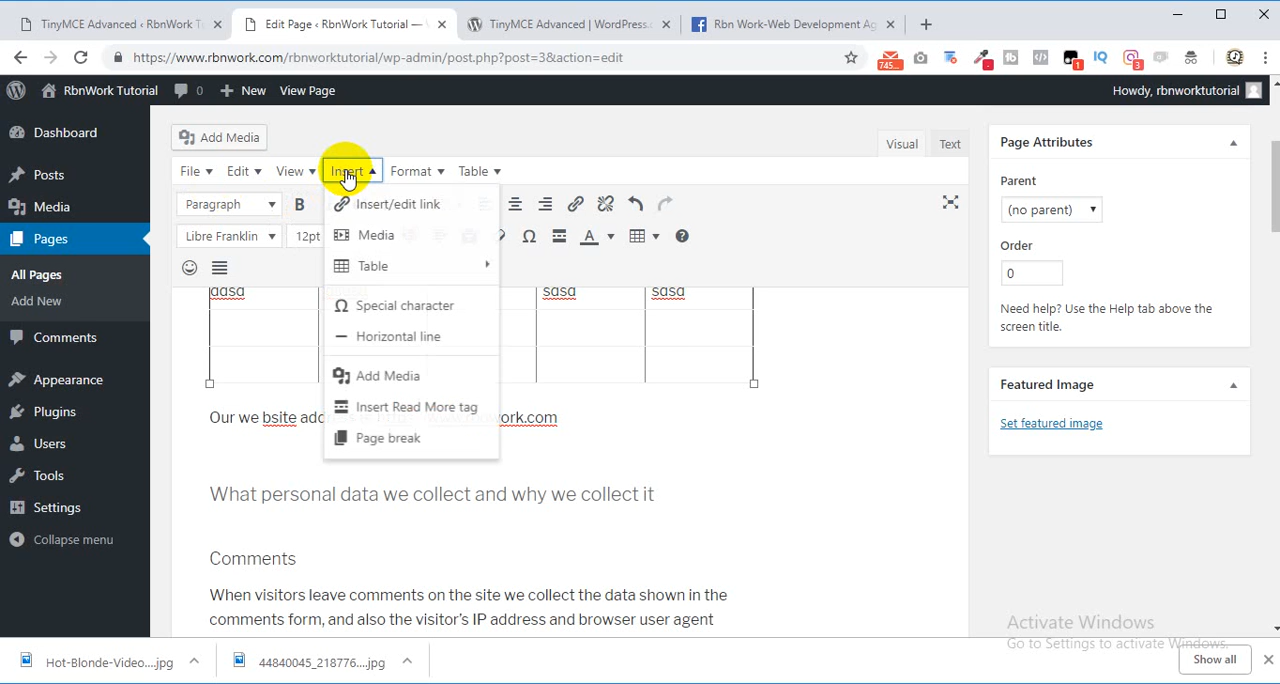 TinyMCE Advanced ‹ RbnWork T
Edit Page ‹ RbnWork Tutorial —
TinyMCE Advanced | WordPress.
Rbn Work-Web Development Ag
https://www.rbnwork.com/rbnworktutorial/wp-admin/post.php?post=3&action=edit
745...
1
3
RbnWork Tutorial
0
New
View Page
Howdy, rbnworktutorial
Dashboard
Posts
Media
Pages
All Pages
Add New
Comments
Appearance
Plugins
Users
Tools
Settings
Collapse menu
Add Media
Visual
Text
File
Edit
View
Insert
Format
Table
Paragraph
B
Libre Franklin
12pt
Ω
A
Insert/edit link
Media
Table
Special character
Horizontal line
Add Media
Insert Read More tag
Page break
dasd
sdsd
sdsd
Our we bsite add
ork.com
What personal data we collect and why we collect it
Comments
When visitors leave comments on the site we collect the data shown in the
comments form, and also the visitor's IP address and browser user agent
Page Attributes
Parent
(no parent)
Order
0
Need help? Use the Help tab above the
screen title.
Featured Image
Set featured image
Activate Windows
Go to Settings to activate Windows.
Hot-Blonde-Video....jpg
44840045_218776...jpg
Show all